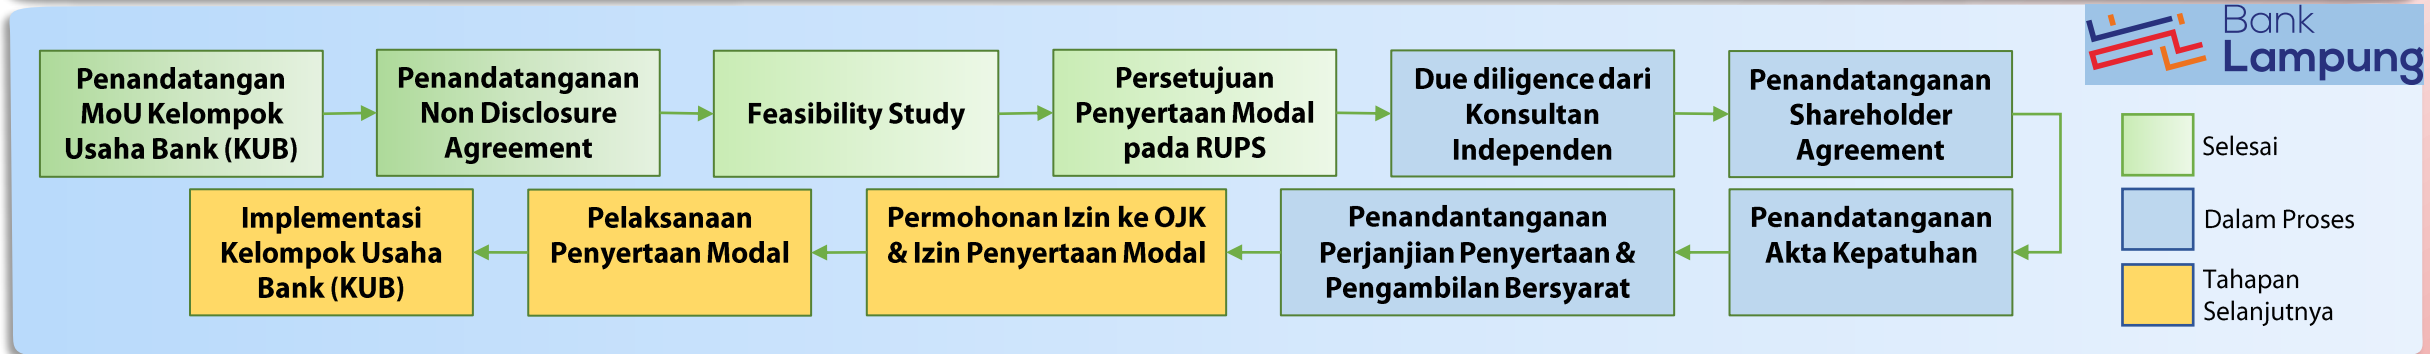 Penandatangan
MoU Kelompok
Usaha Bank (KUB)
Penandatanganan
Non Disclosure
Agreement
Feasibility Study
Persetujuan
Penyertaan Modal
pada RUPS
Due diligence dari
Konsultan
Independen
Penandatanganan
Shareholder
Agreement
Penandatanganan
Akta Kepatuhan
Penandantanganan
Perjanjian Penyertaan &
Pengambilan Bersyarat
Permohonan Izin ke OJK
& Izin Penyertaan Modal
Pelaksanaan
Penyertaan Modal
Implementasi
Kelompok Usaha
Bank (KUB)
Bank
Lampung
Selesai
Dalam Proses
Tahapan
Selanjutnya